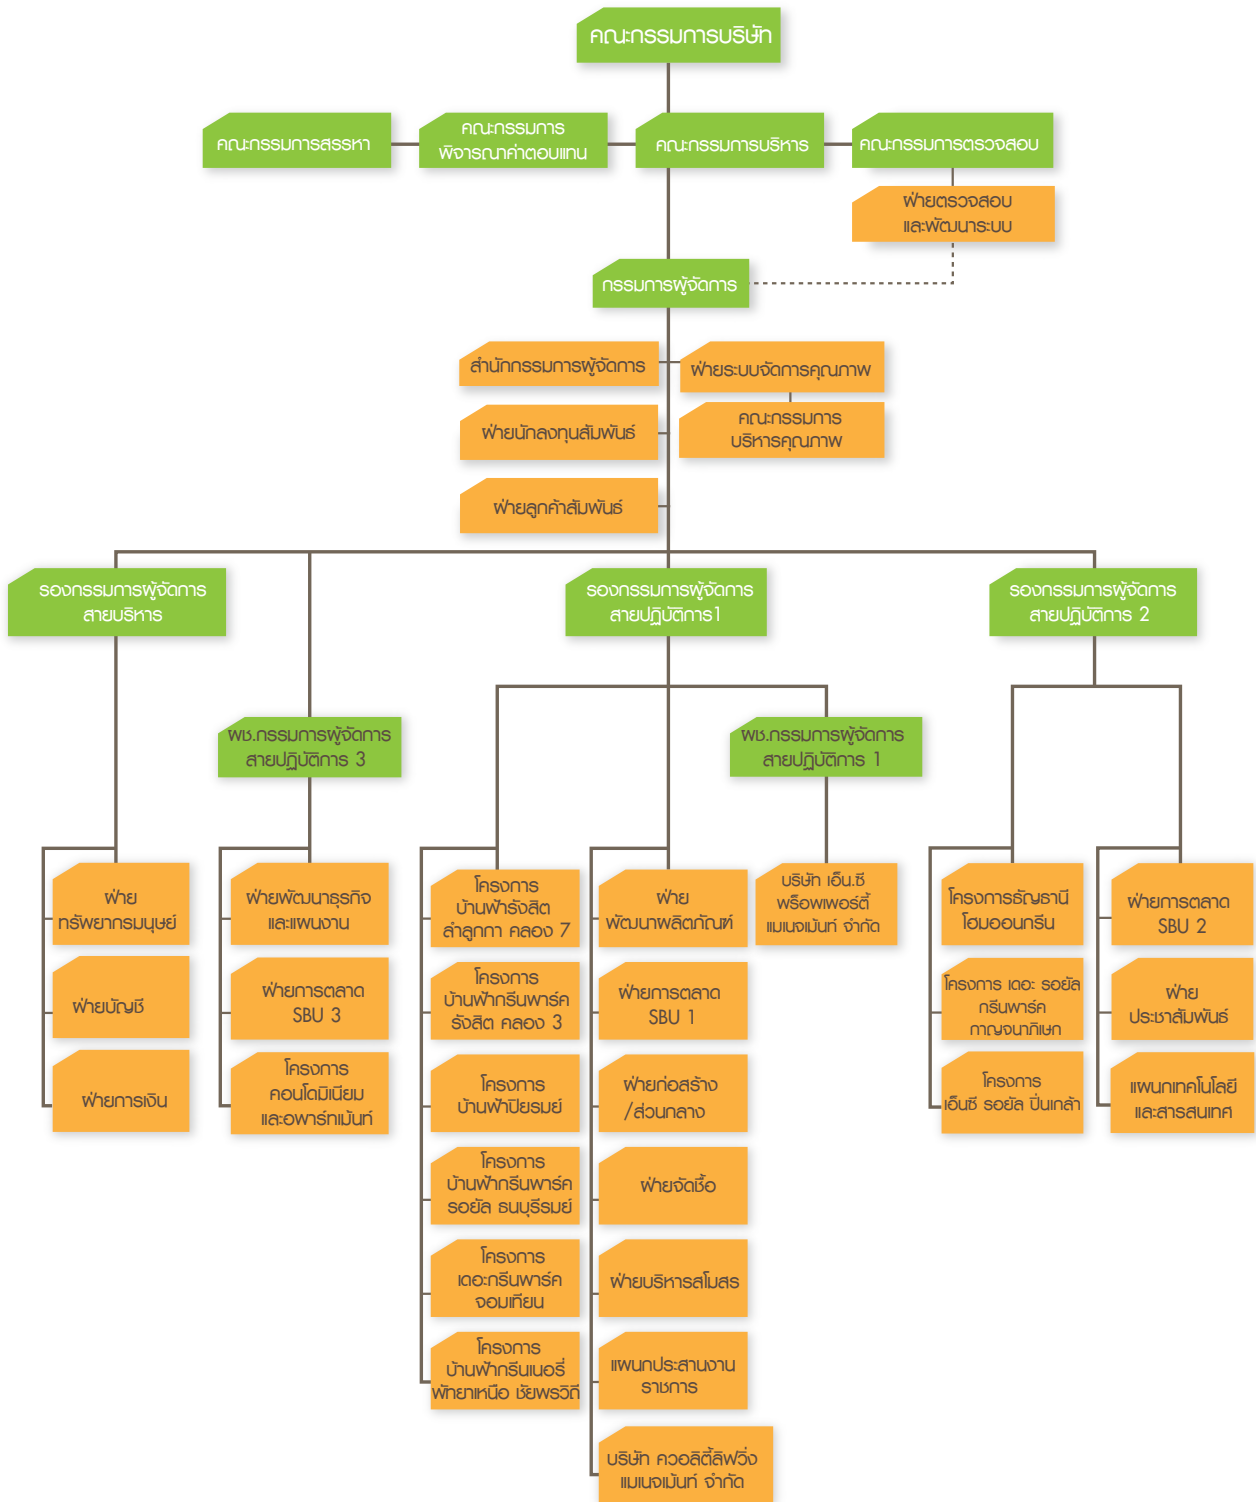 คณะกรรมการบริษัท
คณะกรรมการสรรหา
คณะกรรมการ
พิจารณาค่าตอบแทน
คณะกรรมการบริหาร
คณะกรรมการตรวจสอบ
ฝ่ายตรวจสอบ
และพัฒนาระบบ
กรรมการผู้จัดการ
สำนักกรรมการผู้จัดการ
ฝ่ายระบบจัดการคุณภาพ
คณะกรรมการ
บริหารคุณภาพ
ฝ่ายนักลงทุนสัมพันธ์
ฝ่ายลูกค้าสัมพันธ์
รองกรรมการผู้จัดการ
สายบริหาร
รองกรรมการผู้จัดการ
สายปฏิบัติการ1
รองกรรมการผู้จัดการ
สายปฏิบัติการ 2
ผช.กรรมการผู้จัดการ
สายปฏิบัติการ 3
ผช.กรรมการผู้จัดการ
สายปฏิบัติการ 1
ฝ่าย
ทรัพยากรมนุษย์
ฝ่ายบัญชี
ฝ่ายการเงิน
ฝ่ายพัฒนาธุรกิจ
และแผนงาน
ฝ่ายการตลาด
SBU 3
โครงการ
คอนโดมิเนียม
และอพาร์ทเม้นท์
โครงการ
บ้านฟ้ารังสิต
ลำลูกกา คลอง 7
โครงการ
บ้านฟ้ากรีนพาร์ค
รังสิต คลอง 3
โครงการ
บ้านฟ้าปิยรมย์
โครงการ
บ้านฟ้ากรีนพาร์ค
รอยัล ธนบุรีรมย์
โครงการ
เดอะกรีนพาร์ค
จอมเทียน
โครงการ
บ้านฟ้ากรีนเนอรี่
พัทยาเหนือ ชัยพรวิถี
ฝ่าย
พัฒนาผลิตภัณฑ์
ฝ่ายการตลาด
SBU 1
ฝ่ายก่อสร้าง
/ส่วนกลาง
ฝ่ายจัดซื้อ
ฝ่ายบริหารสโมสร
แผนกประสานงาน
ราชการ
บริษัท ควอลิตี้ลิฟวิ่ง
แมเนจเม้นท์ จำกัด
บริษัท เอ็น.ซี
พร็อพเพอร์ตี้
แมเนจเม้นท์ จำกัด
โครงการธัญธานี
โฮมออนกรีน
โครงการ เดอะ รอยัล
กรีนพาร์ค
กาญจนาภิเษก
โครงการ
เอ็นซี รอยัล ปิ่นเกล้า
ฝ่ายการตลาด
SBU 2
ฝ่าย
ประชาสัมพันธ์
แผนกเทคโนโลยี
และสารสนเทศ